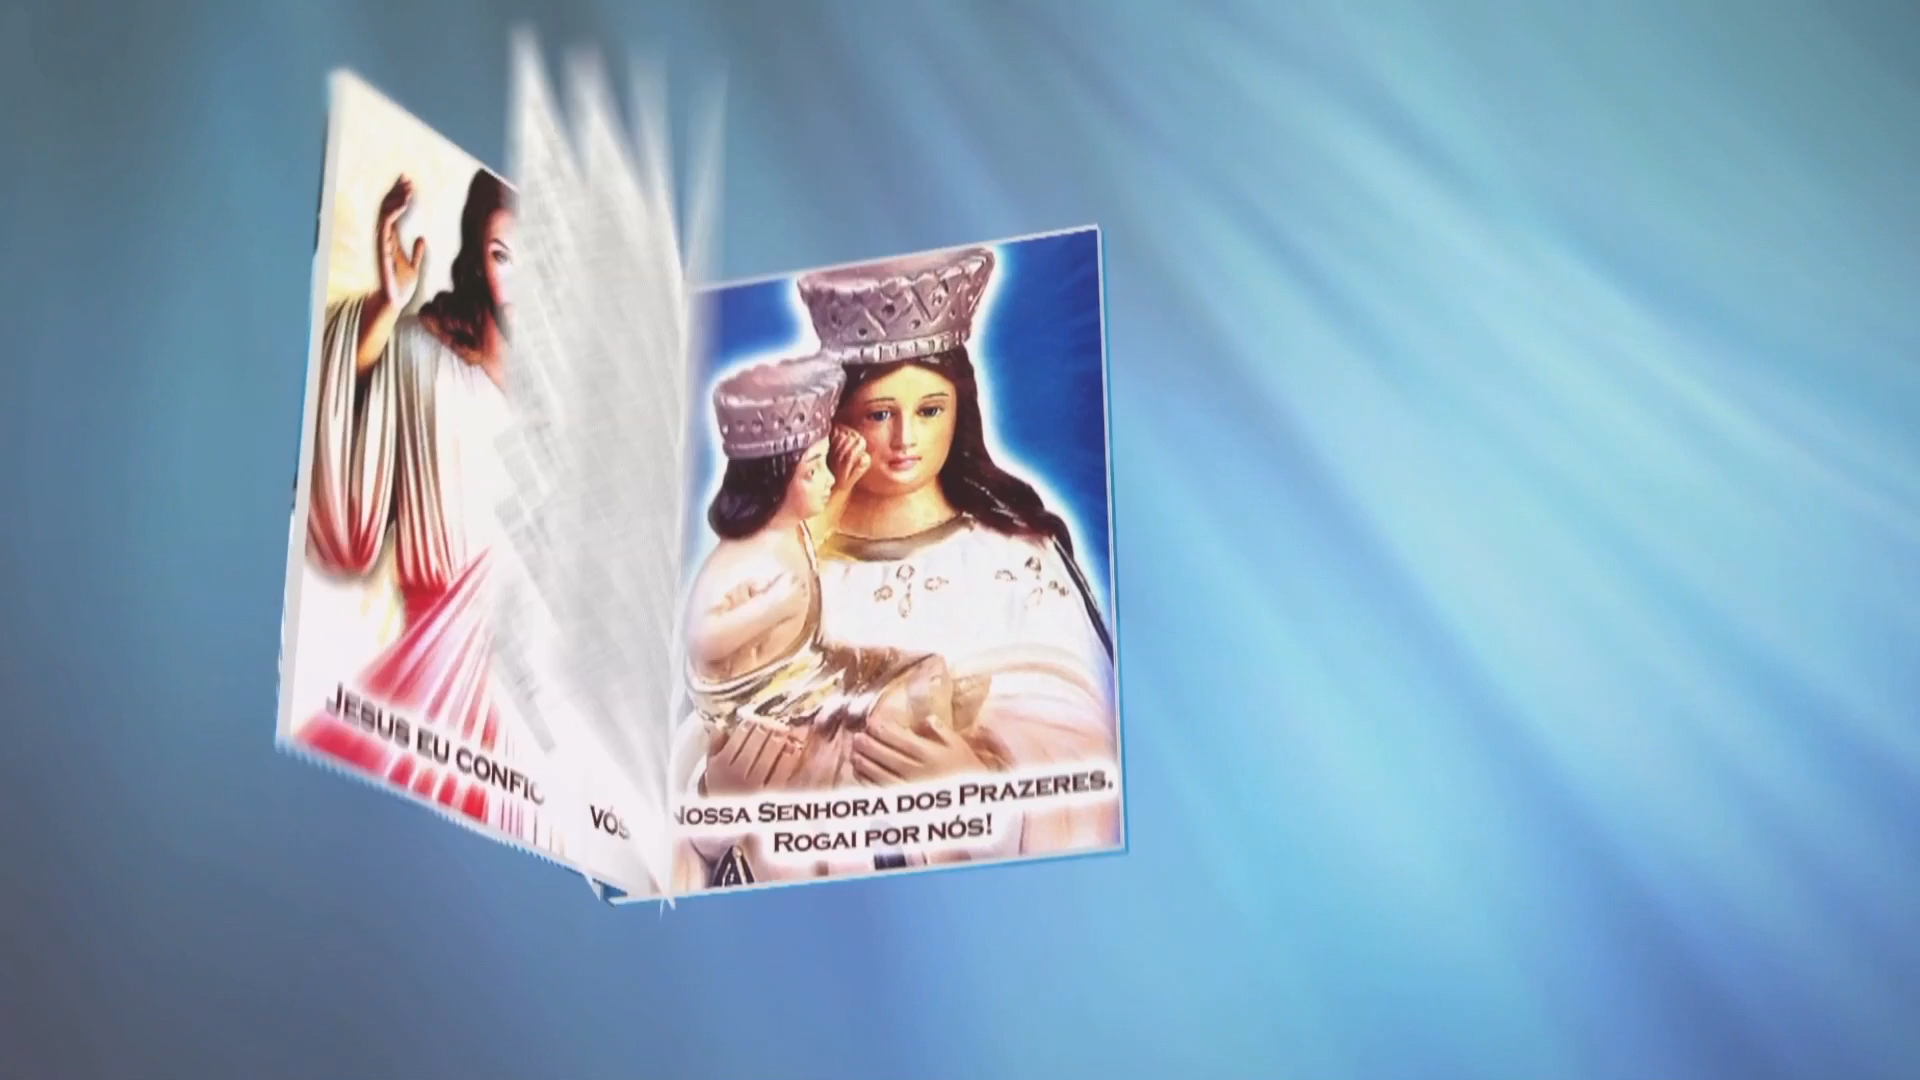 JESUS EU CONFIO
VÓS
NOSSA SENHORA DOS PRAZERES,
ROGAI POR NÓS!